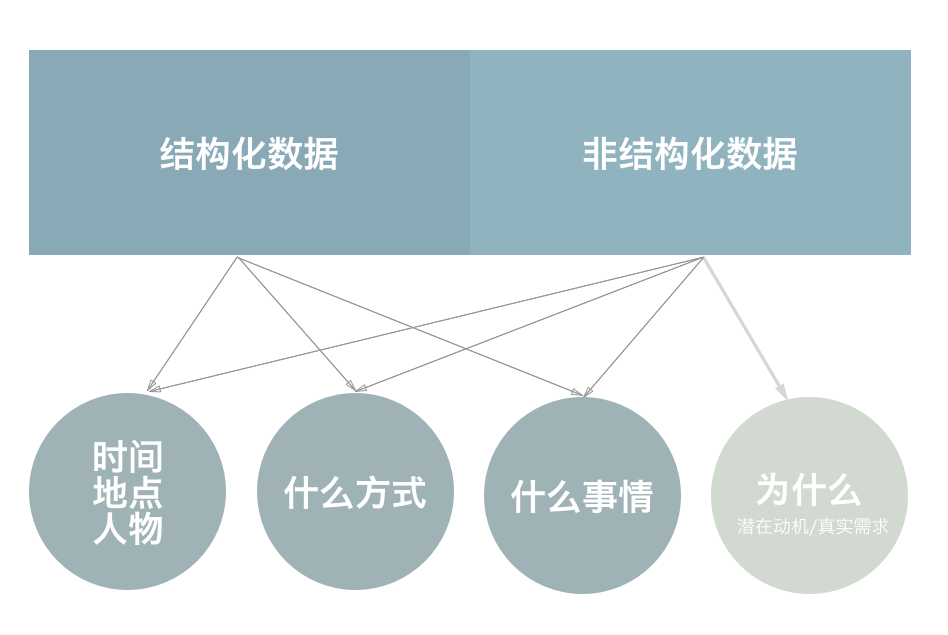 结构化数据
非结构化数据
时间
地点
人物
什么方式
什么事情
为什么
潜在动机/真实需求